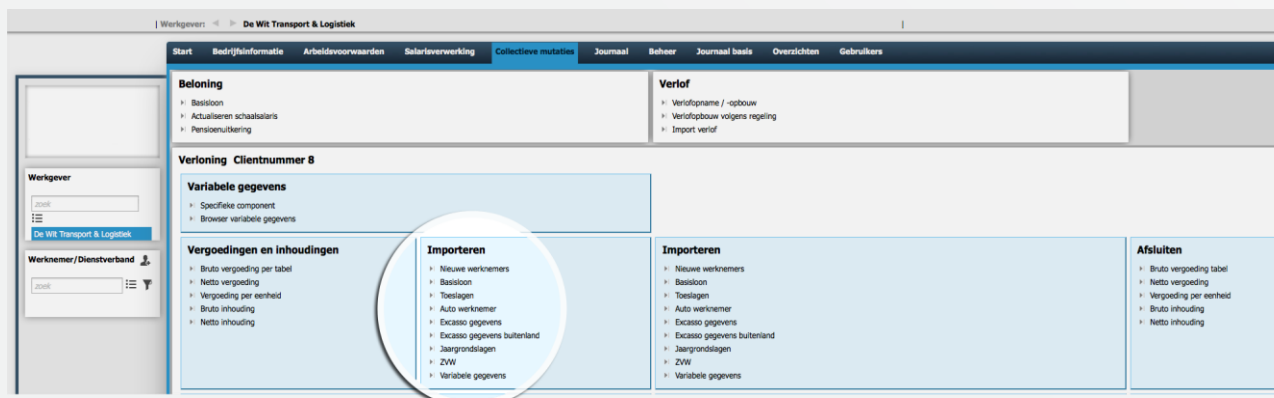 | Werkgever: De Wit Transport & Logistiek |
Start Bedrijfsinformatie Arbeidsvoorwaarden Salarisverwerking Collectieve mutaties Journaal Beheer Journaal basis Overzichten Gebruikers
Werkgever
zoek
De Wit Transport & Logistiek
Werknemer/Dienstverband
zoek
Beloning
Basisloon
Actualiseren schaalsalaris
Pensioenuitkering
Verlof
Verlofopname / -opbouw
Verlofopbouw volgens regeling
Import verlof
Verloning Clientnummer 8
Variabele gegevens
Specifieke component
Browser variabele gegevens
Vergoedingen en inhoudingen
Bruto vergoeding per tabel
Netto vergoeding
Vergoeding per eenheid
Bruto inhouding
Netto inhouding
Importeren
Nieuwe werknemers
Basisloon
Toeslagen
Auto werknemer
Excasso gegevens
Excasso gegevens buitenland
Jaargrondslagen
ZVW
Variabele gegevens
Importeren
Nieuwe werknemers
Basisloon
Toeslagen
Auto werknemer
Excasso gegevens
Excasso gegevens buitenland
Jaargrondslagen
ZVW
Variabele gegevens
Afsluiten
Bruto vergoeding tabel
Netto vergoeding
Vergoeding per eenheid
Bruto inhouding
Netto inhouding